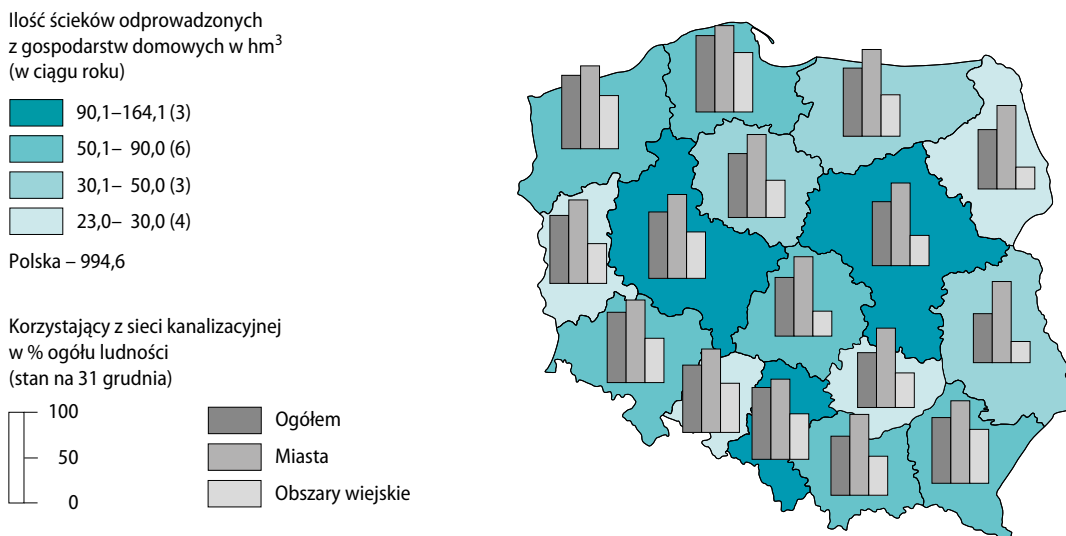 Ilość ścieków odprowadzonych
z gospodarstw domowych w hm³
(w ciągu roku)
90,1–164,1 (3)
50,1– 90,0 (6)
30,1– 50,0 (3)
23,0– 30,0 (4)
Polska – 994,6
Korzystający z sieci kanalizacyjnej
w % ogółu ludności
(stan na 31 grudnia)
100
50
0
Ogółem
Miasta
Obszary wiejskie